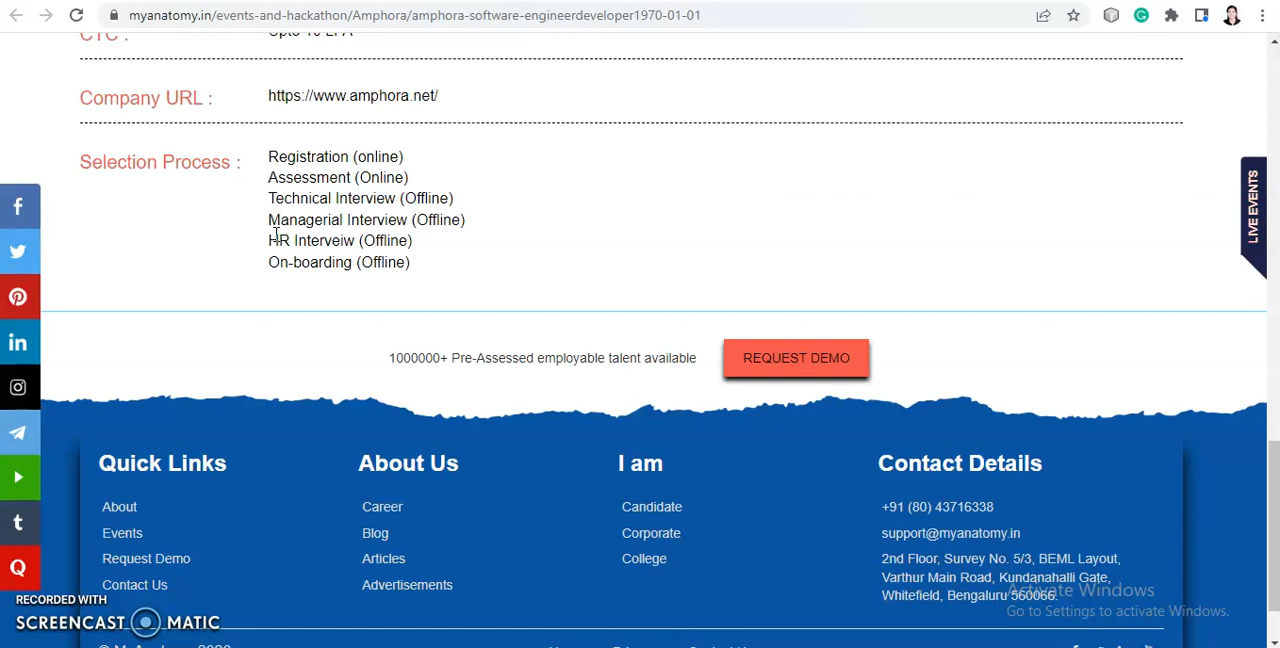 myanatomy.in/events-and-hackathon/Amphora/amphora-software-engineerdeveloper1970-01-01
CTC :
Upto 10 LPA
Company URL : https://www.amphora.net/
Selection Process : Registration (online)
Assessment (Online)
Technical Interview (Offline)
Managerial Interview (Offline)
HR Interveiw (Offline)
On-boarding (Offline)
LIVE EVENTS
1000000+ Pre-Assessed employable talent available REQUEST DEMO
Quick Links
About
Events
Request Demo
Contact Us
About Us
Career
Blog
Articles
Advertisements
I am
Candidate
Corporate
College
Contact Details
+91 (80) 43716338
support@myanatomy.in
2nd Floor, Survey No. 5/3, BEML Layout,
Varthur Main Road, Kundanahalli Gate,
Whitefield, Bengaluru 560066.
Activate Windows
Go to Settings to activate Windows.
RECORDED WITH
SCREENCAST MATIC